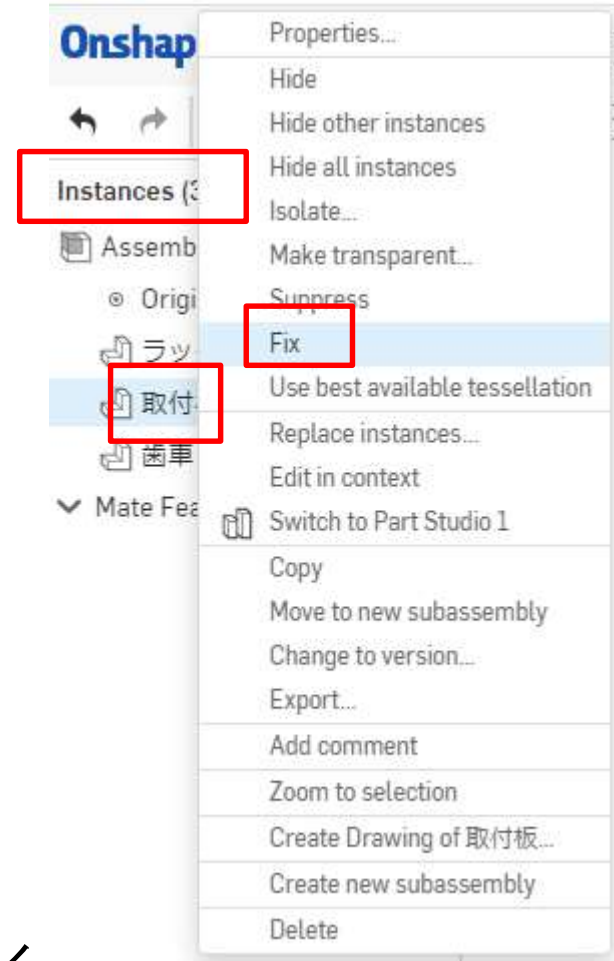 Onshap
Properties...
Hide
Hide other instances
Hide all instances
Instances (3
Isolate...
Assemb
Make transparent...
Origi
Suppress
ラッ
Fix
取付
Use best available tessellation
歯車
Replace instances...
Edit in context
Mate Fea
Switch to Part Studio 1
Copy
Move to new subassembly
Change to version...
Export...
Add comment
Zoom to selection
Create Drawing of 取付板...
Create new subassembly
Delete